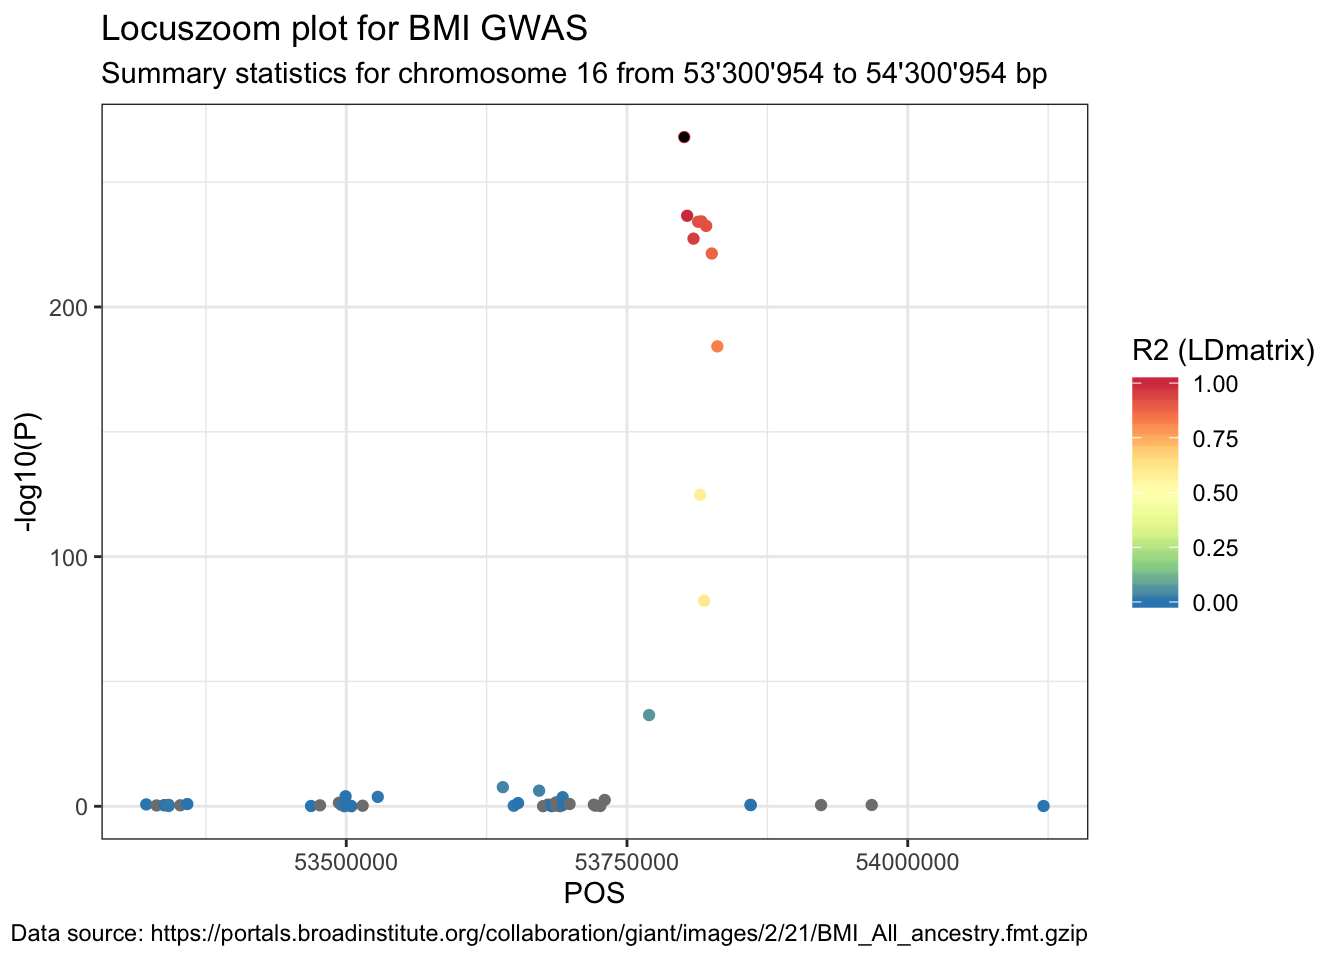 Locuszoom plot for BMI GWAS
Summary statistics for chromosome 16 from 53'300'954 to 54'300'954 bp
-log10(P)
200
100
0
53500000 53750000 54000000
POS
R2 (LDmatrix)
1.00
0.75
0.50
0.25
0.00
Data source: https://portals.broadinstitute.org/collaboration/giant/images/2/21/BMI_All_ancestry.fmt.gzip